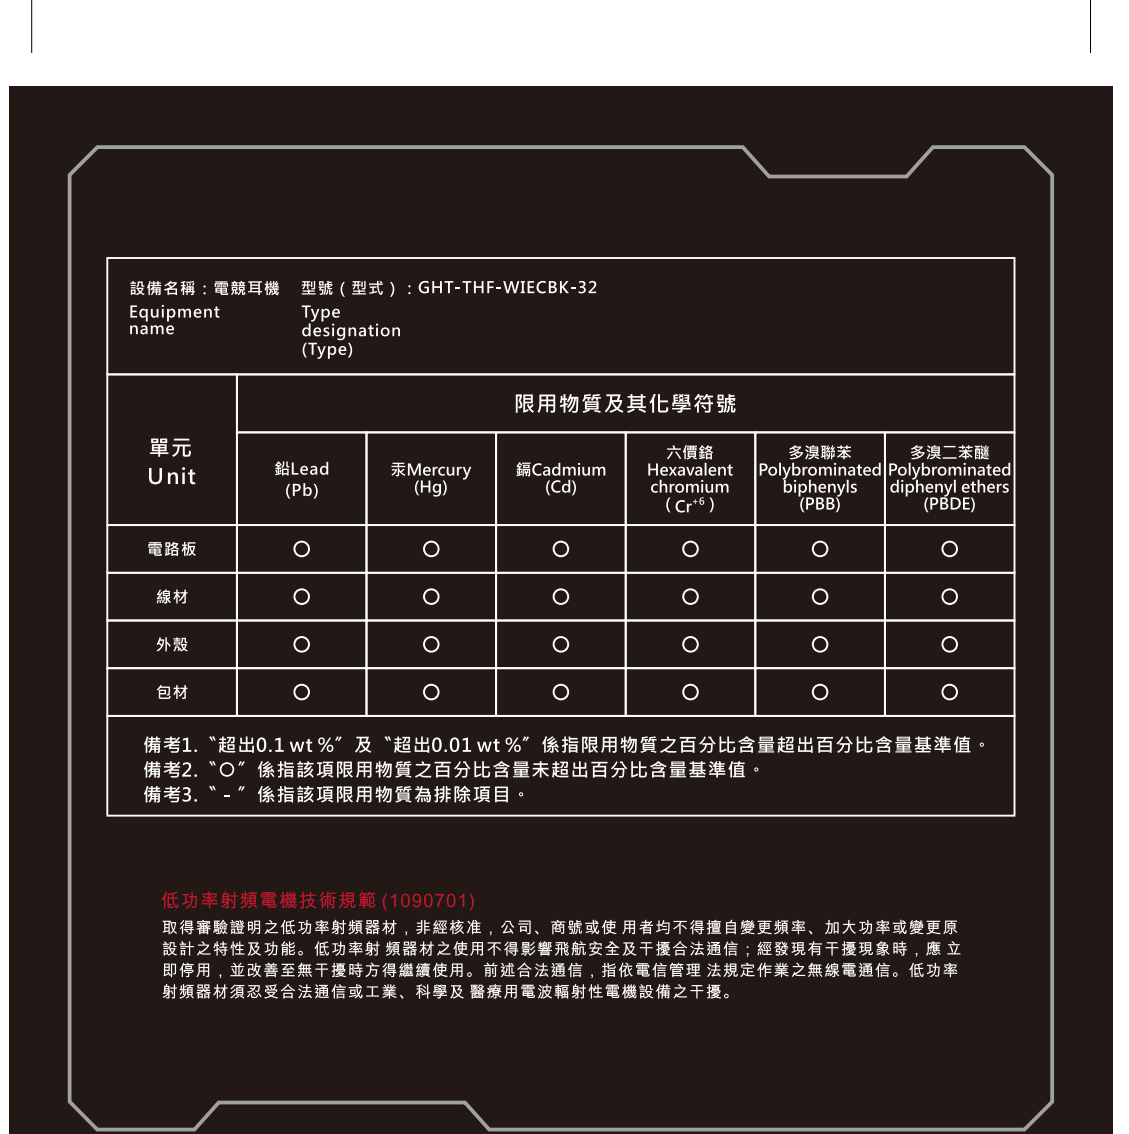 設備名稱：電競耳機 型號（型式）：GHT-THF-WIECBK-32
Equipment name
Type designation (Type)
限用物質及其化學符號
單元
Unit
鉛Lead
(Pb)
汞Mercury
(Hg)
鎘Cadmium
(Cd)
六價鉻
Hexavalent
chromium
(Cr+6)
多溴聯苯
Polybrominated
biphenyls
(PBB)
多溴二苯醚
Polybrominated
diphenyl ethers
(PBDE)
電路板 ○ ○ ○ ○ ○ ○
線材 ○ ○ ○ ○ ○ ○
外殼 ○ ○ ○ ○ ○ ○
包材 ○ ○ ○ ○ ○ ○
備考1.〝超出0.1 wt %〞及〝超出0.01 wt %〞係指限用物質之百分比含量超出百分比含量基準值。
備考2.〝○〞係指該項限用物質之百分比含量未超出百分比含量基準值。
備考3.〝-〞係指該項限用物質為排除項目。
低功率射頻電機技術規範 (1090701)
取得審驗證明之低功率射頻器材，非經核准，公司、商號或使 用者均不得擅自變更頻率、加大功率或變更原
設計之特性及功能。低功率射 頻器材之使用不得影響飛航安全及干擾合法通信；經發現有干擾現象時，應 立
即停用，並改善至無干擾時方得繼續使用。前述合法通信，指依電信管理 法規定作業之無線電通信。低功率
射頻器材須忍受合法通信或工業、科學及 醫療用電波輻射性電機設備之干擾。